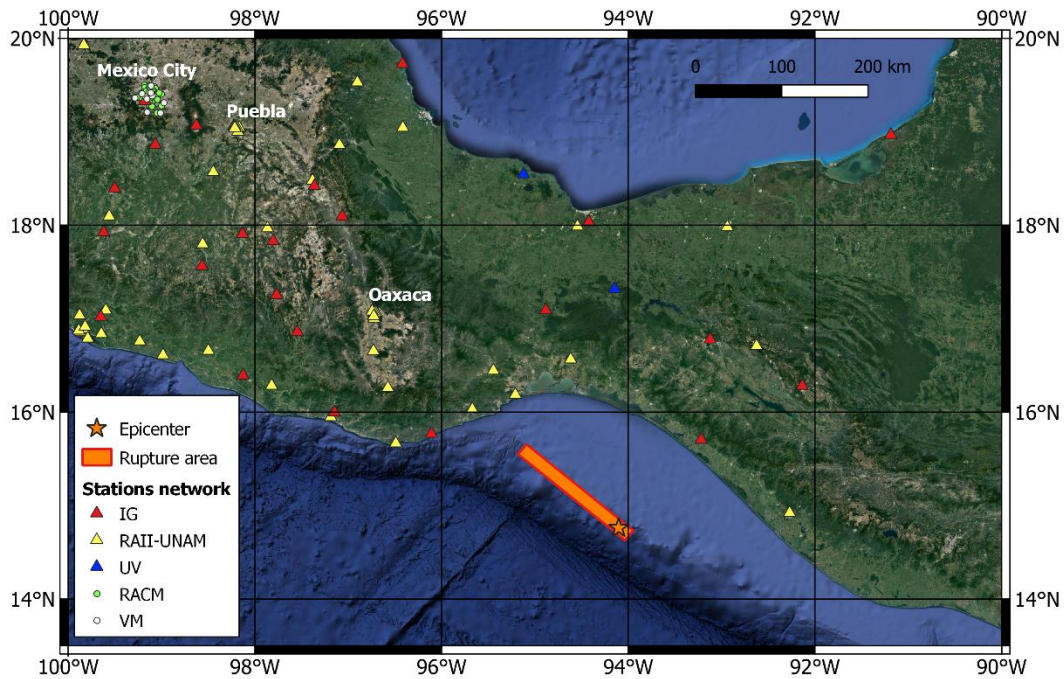 100°W 98°W 96°W 94°W 92°W 90°W
20°N 20°N
Mexico City
0 100 200 km
Puebla
18°N 18°N
Oaxaca
16°N 16°N
Epicenter
Rupture area
Stations network
IG
RAII-UNAM
UV
RACM
VM
14°N 14°N
100°W 98°W 96°W 94°W 92°W 90°W